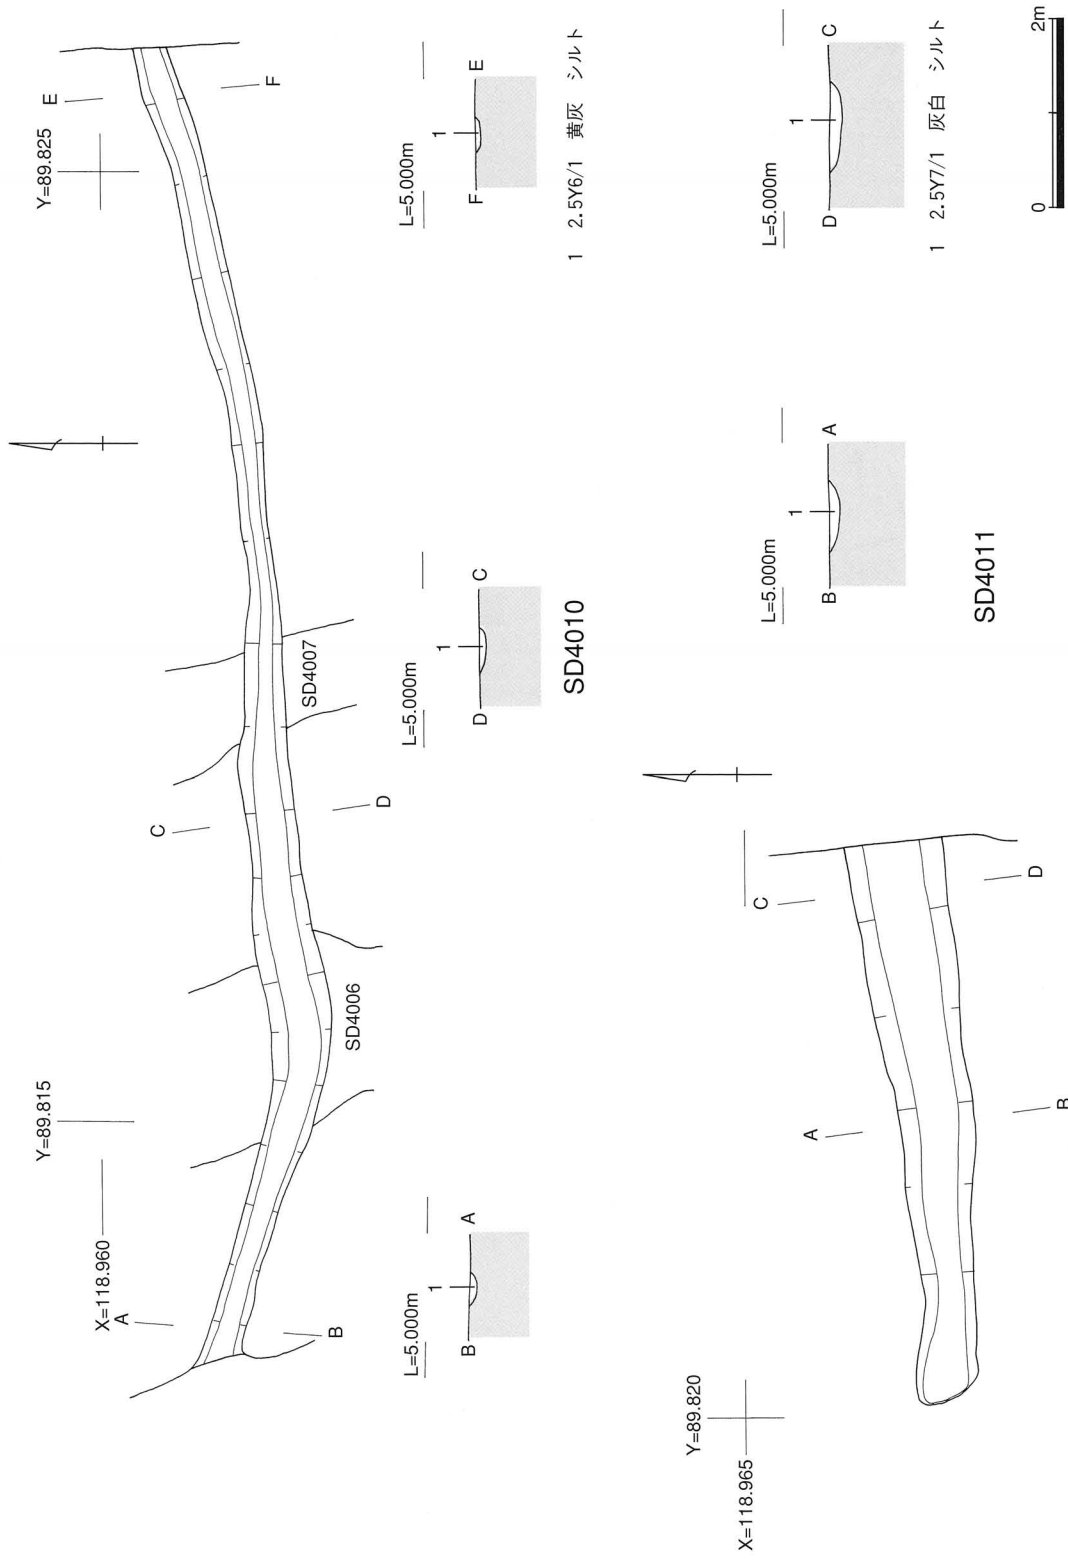 Y=89.825
E
F
Y=89.815
X=118.960
A
B
C
D
SD4006
SD4007
L=5.000m
B
1
A
L=5.000m
D
1
C
L=5.000m
F
1
E
SD4010
1 2.5Y6/1 黄灰 シルト
Y=89.820
X=118.965
A
B
C
D
L=5.000m
B
1
A
L=5.000m
D
1
C
SD4011
1 2.5Y7/1 灰白 シルト
0
2m